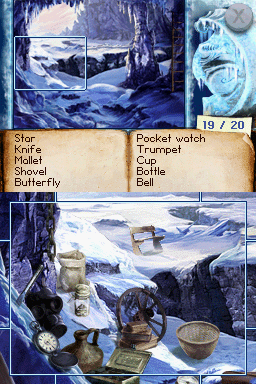 19 / 20
Star
Knife
Mallet
Shovel
Butterfly
Pocket watch
Trumpet
Cup
Bottle
Bell